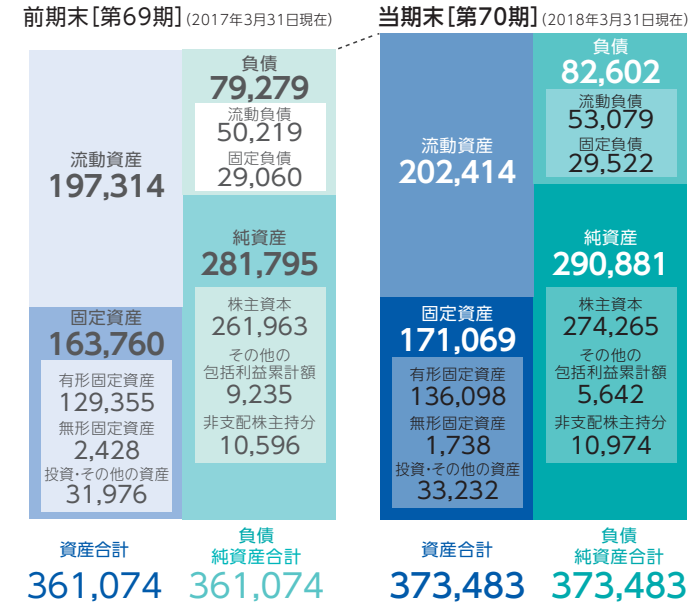 前期末[第69期](2017年3月31日現在)
流動資産
197,314
固定資産
163,760
有形固定資産
129,355
無形固定資産
2,428
投資・その他の資産
31,976
資産合計
361,074
負債
79,279
流動負債
50,219
固定負債
29,060
純資産
281,795
株主資本
261,963
その他の
包括利益累計額
9,235
非支配株主持分
10,596
負債
純資産合計
361,074
当期末[第70期](2018年3月31日現在)
流動資産
202,414
固定資産
171,069
有形固定資産
136,098
無形固定資産
1,738
投資・その他の資産
33,232
資産合計
373,483
負債
82,602
流動負債
53,079
固定負債
29,522
純資産
290,881
株主資本
274,265
その他の
包括利益累計額
5,642
非支配株主持分
10,974
負債
純資産合計
373,483